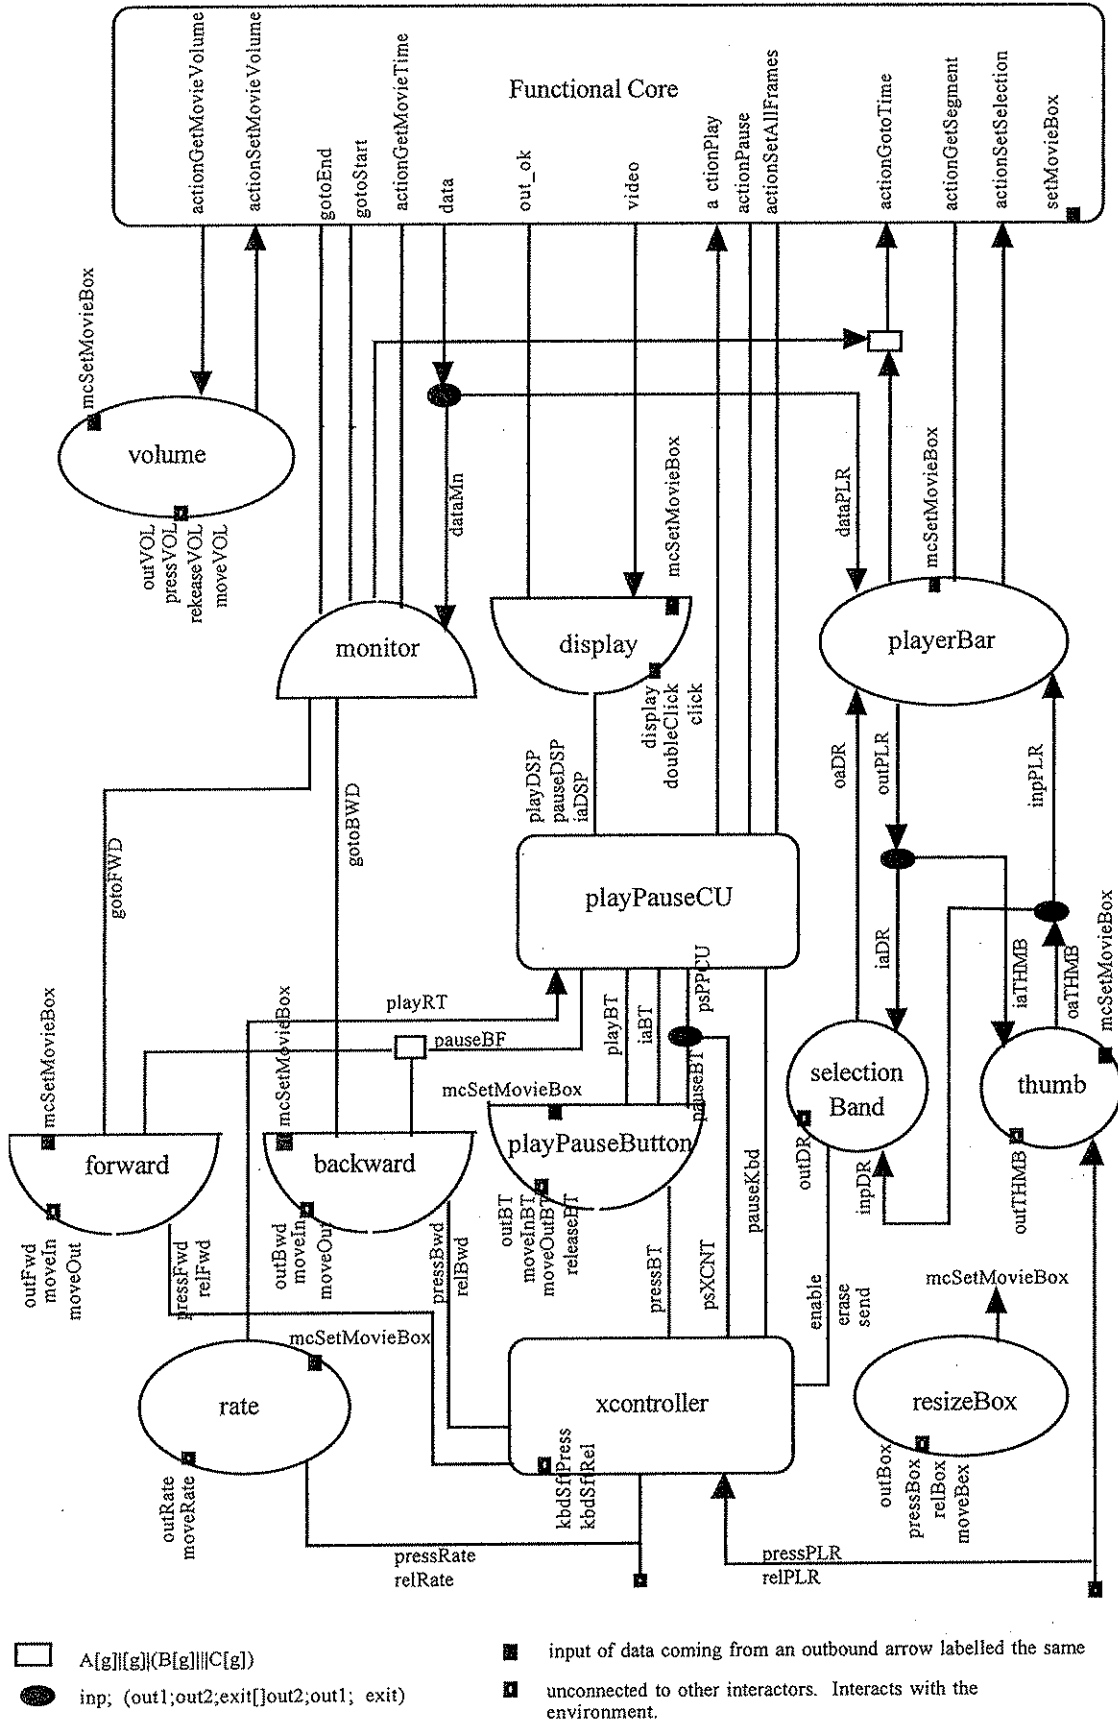 Functional Core
actionGetMovieVolume
actionSetMovieVolume
gotoEnd
gotoStart
actionGetMovieTime
data
out_ok
video
a ctionPlay
actionPause
actionSetAllFrames
actionGotoTime
actionGetSegment
actionSetSelection
setMovieBox
mcSetMovieBox
volume
outVOL
pressVOL
rekeaseVOL
moveVOL
dataMn
mcSetMovieBox
dataPLR
mcSetMovieBox
monitor
display
display
doubleClick
click
playerBar
gotoFWD
gotoBWD
playDSP
pauseDSP
iaDSP
oaDR
outPLR
inpPLR
playPauseCU
iaDR
iaTHMB
oaTHMB
mcSetMovieBox
playRT
pauseBF
playBT
iaBT
psPPCU
pauseBT
mcSetMovieBox
mcSetMovieBox
mcSetMovieBox
forward
backward
playPauseButton
selection
Band
thumb
outFwd
moveIn
moveOut
pressFwd
relFwd
outBwd
moveIn
moveOut
pressBwd
relBwd
outBT
moveInBT
moveOutBT
releaseBT
pressBT
psXCNT
pauseKbd
outDR
inpDR
outTHMB
enable
erase
send
mcSetMovieBox
mcSetMovieBox
rate
xcontroller
resizeBox
outRate
moveRate
kbdSftPress
kbdSftRel
outBox
pressBox
relBox
moveBex
pressRate
relRate
pressPLR
relPLR
A[g]|[g]|(B[g]|||C[g])
input of data coming from an outbound arrow labelled the same
inp; (out1;out2;exit[]out2;out1; exit)
unconnected to other interactors. Interacts with the
environment.